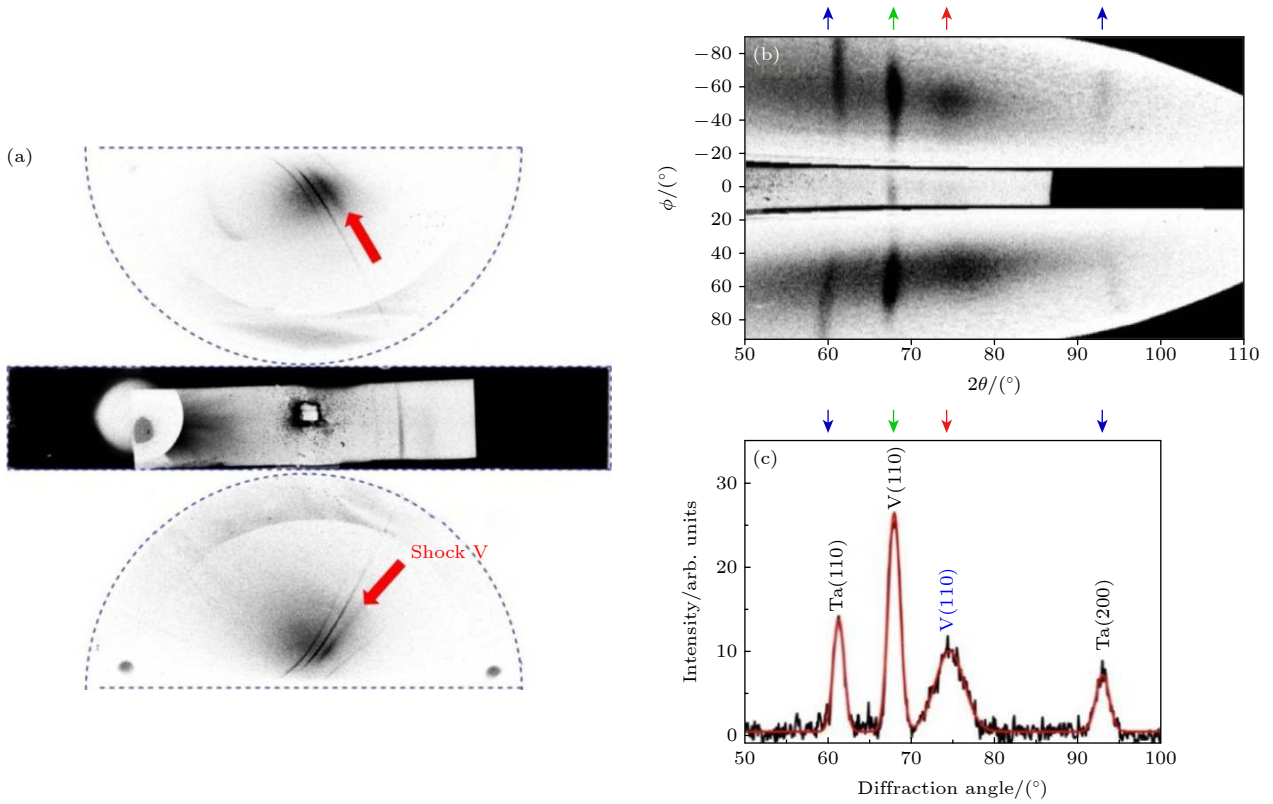 (a)
Shock V
(b)
ϕ/(°)
−80
−60
−40
−20
0
20
40
60
80
50
60
70
80
90
100
110
2θ/(°)
(c)
Intensity/arb. units
30
20
10
0
Ta(110)
V(110)
V(110)
Ta(200)
50
60
70
80
90
100
Diffraction angle/(°)